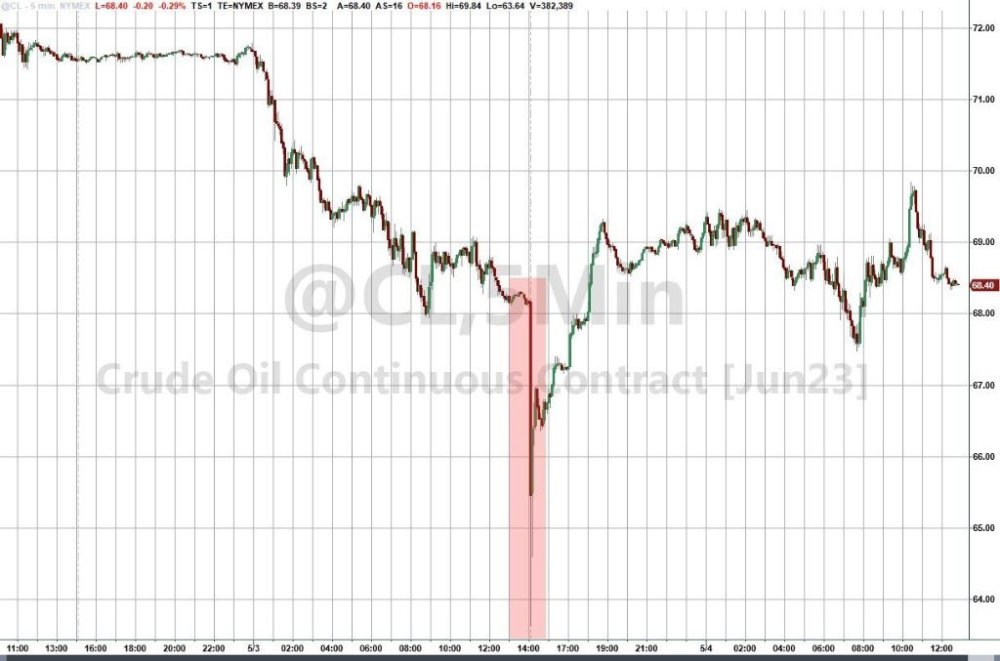 @CL - 5 min NYMEX L=68.40 -0.20 -0.29% TS=1 TE=NYMEX B=68.39 BS=2 A=68.40 AS=16 O=68.16 Hi=69.84 Lo=63.64 V=382,389
72.00
71.00
70.00
69.00
68.40
68.00
67.00
66.00
65.00
64.00
@CL,5Min
Crude Oil Continuous Contract [Jun23]
11:00 13:00 16:00 18:00 20:00 22:00 5/3 02:00 04:00 06:00 08:00 10:00 12:00 14:00 17:00 19:00 21:00 5/4 02:00 04:00 06:00 08:00 10:00 12:00